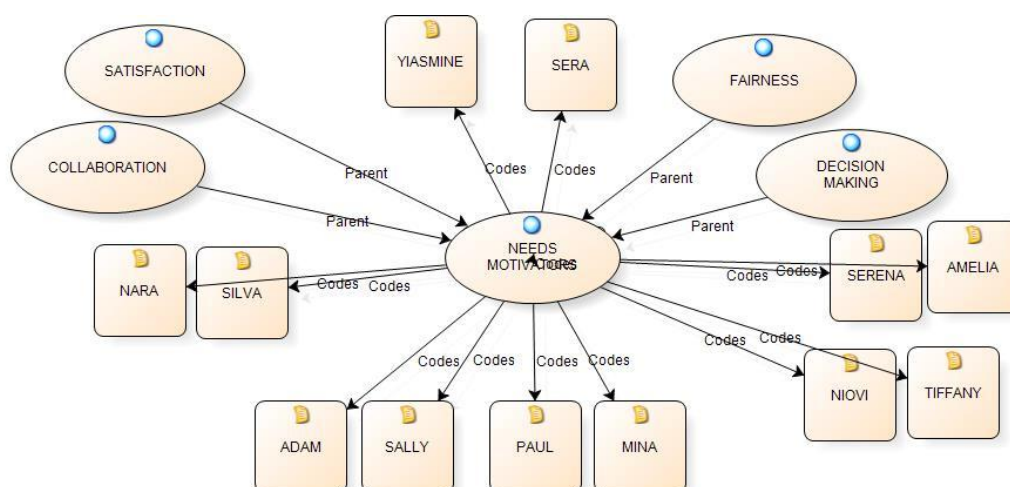 SATISFACTION
YIASMINE
SERA
FAIRNESS
COLLABORATION
DECISION
MAKING
Parent
Codes
Codes
Parent
Parent
Parent
NEEDS
MOTIVATORS
Codes
NARA
SILVA
Codes
Codes
Codes
Codes
SERENA
AMELIA
Codes
Codes
Codes
Codes
Codes
Codes
ADAM
SALLY
PAUL
MINA
NIOVI
TIFFANY